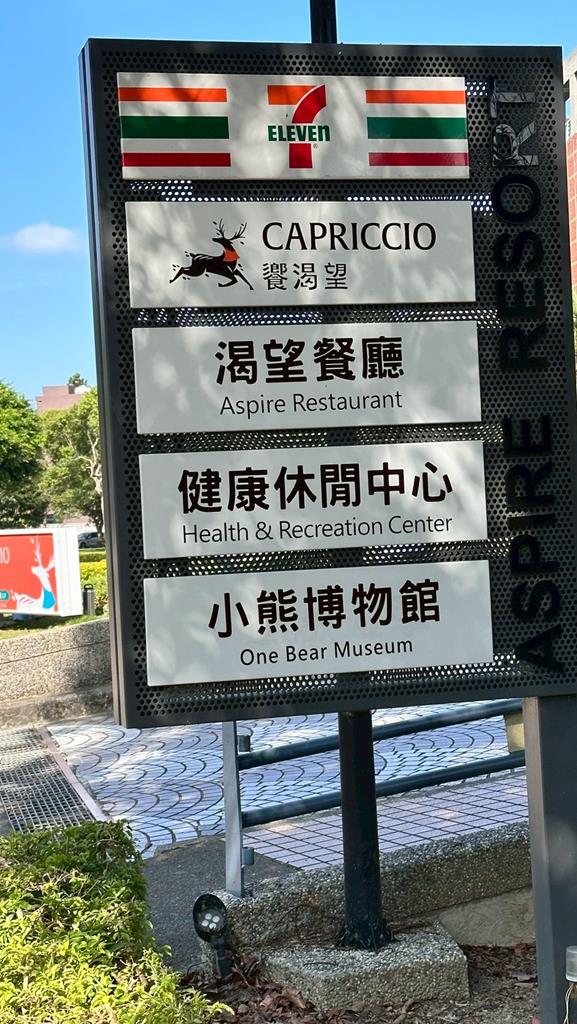 7
ELEVEN
CAPRICCIO
饗渴望
渴望餐廳
Aspire Restaurant
健康休閒中心
Health & Recreation Center
小熊博物館
One Bear Museum
ASPIRE RESORT